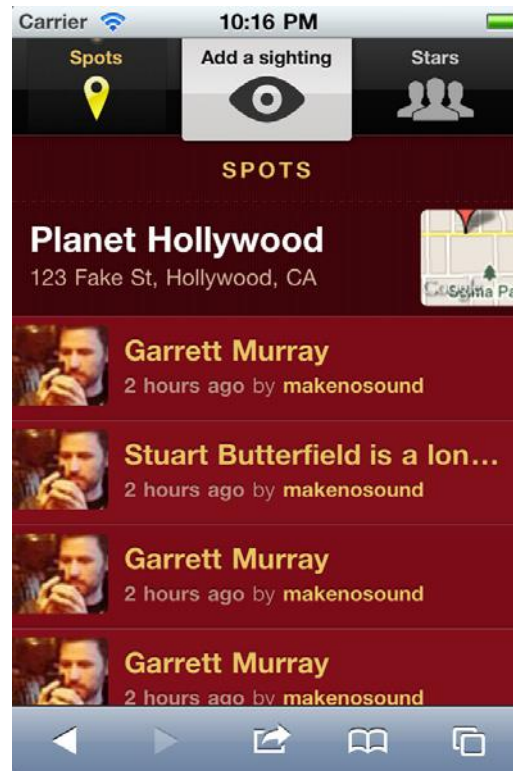 Carrier 10:16 PM
Spots Add a sighting Stars
SPOTS
Planet Hollywood
123 Fake St, Hollywood, CA
Google
Garrett Murray
2 hours ago by makenosound
Stuart Butterfield is a lon...
2 hours ago by makenosound
Garrett Murray
2 hours ago by makenosound
Garrett Murray
2 hours ago by makenosound